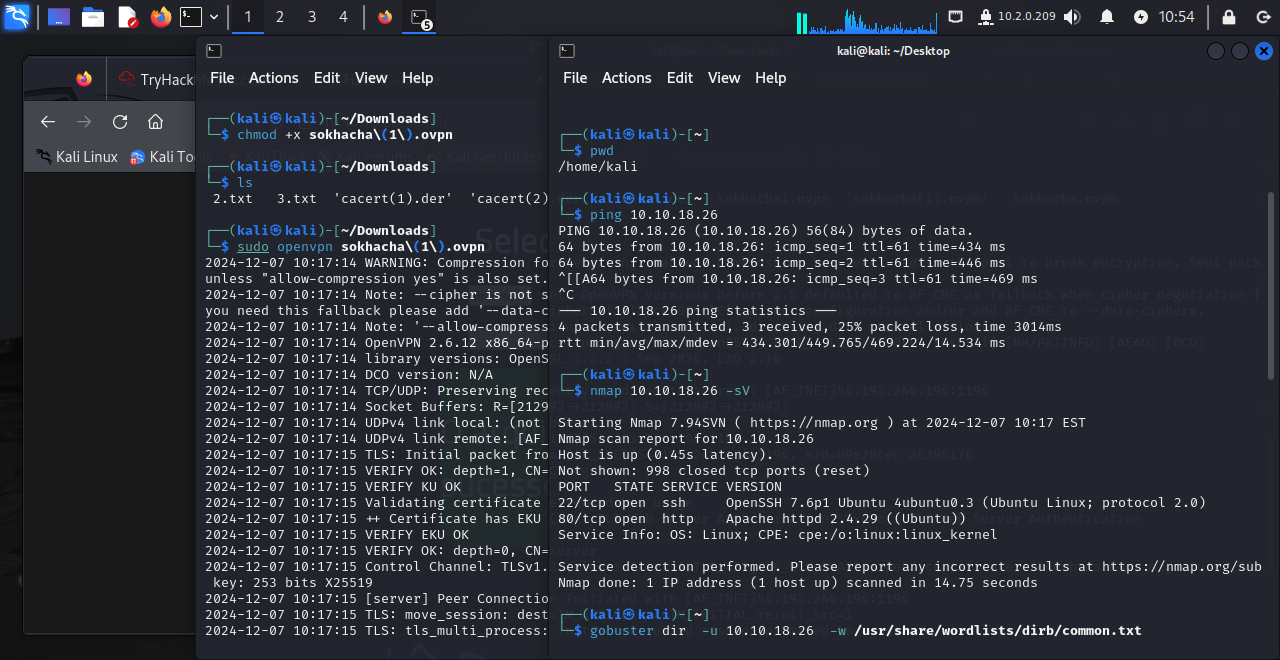 1 2 3 4 5 10.2.0.209 10:54
kali@kali: ~/Desktop
TryHackM
Kali Linux Kali To
File Actions Edit View Help
┌──(kali㉿kali)-[~/Downloads]
└─$ chmod +x sokhacha\(1\).ovpn
┌──(kali㉿kali)-[~/Downloads]
└─$ ls
2.txt 3.txt 'cacert(1).der' 'cacert(2)
┌──(kali㉿kali)-[~/Downloads]
└─$ sudo openvpn sokhacha\(1\).ovpn
2024-12-07 10:17:14 WARNING: Compression fo
unless "allow-compression yes" is also set.
2024-12-07 10:17:14 Note: --cipher is not s
you need this fallback please add '--data-c
2024-12-07 10:17:14 Note: '--allow-compressi
2024-12-07 10:17:14 OpenVPN 2.6.12 x86_64-p
2024-12-07 10:17:14 library versions: OpenS
2024-12-07 10:17:14 DCO version: N/A
2024-12-07 10:17:14 TCP/UDP: Preserving rec
2024-12-07 10:17:14 Socket Buffers: R=[2129
2024-12-07 10:17:14 UDPv4 link local: (not
2024-12-07 10:17:14 UDPv4 link remote: [AF_
2024-12-07 10:17:15 TLS: Initial packet fro
2024-12-07 10:17:15 VERIFY OK: depth=1, CN=
2024-12-07 10:17:15 VERIFY KU OK
2024-12-07 10:17:15 Validating certificate
2024-12-07 10:17:15 ++ Certificate has EKU
2024-12-07 10:17:15 VERIFY EKU OK
2024-12-07 10:17:15 VERIFY OK: depth=0, CN=
2024-12-07 10:17:15 Control Channel: TLSv1.
key: 253 bits X25519
2024-12-07 10:17:15 [server] Peer Connectio
2024-12-07 10:17:15 TLS: move_session: dest
2024-12-07 10:17:15 TLS: tls_multi_process:
File Actions Edit View Help
┌──(kali㉿kali)-[~]
└─$ pwd
/home/kali
┌──(kali㉿kali)-[~]
└─$ ping 10.10.18.26
PING 10.10.18.26 (10.10.18.26) 56(84) bytes of data.
64 bytes from 10.10.18.26: icmp_seq=1 ttl=61 time=434 ms
64 bytes from 10.10.18.26: icmp_seq=2 ttl=61 time=446 ms
^[[A64 bytes from 10.10.18.26: icmp_seq=3 ttl=61 time=469 ms
^C
--- 10.10.18.26 ping statistics ---
4 packets transmitted, 3 received, 25% packet loss, time 3014ms
rtt min/avg/max/mdev = 434.301/449.765/469.224/14.534 ms
┌──(kali㉿kali)-[~]
└─$ nmap 10.10.18.26 -sV
Starting Nmap 7.94SVN ( https://nmap.org ) at 2024-12-07 10:17 EST
Nmap scan report for 10.10.18.26
Host is up (0.45s latency).
Not shown: 998 closed tcp ports (reset)
PORT STATE SERVICE VERSION
22/tcp open ssh OpenSSH 7.6p1 Ubuntu 4ubuntu0.3 (Ubuntu Linux; protocol 2.0)
80/tcp open http Apache httpd 2.4.29 ((Ubuntu))
Service Info: OS: Linux; CPE: cpe:/o:linux:linux_kernel
Service detection performed. Please report any incorrect results at https://nmap.org/sub
Nmap done: 1 IP address (1 host up) scanned in 14.75 seconds
┌──(kali㉿kali)-[~]
└─$ gobuster dir -u 10.10.18.26 -w /usr/share/wordlists/dirb/common.txt